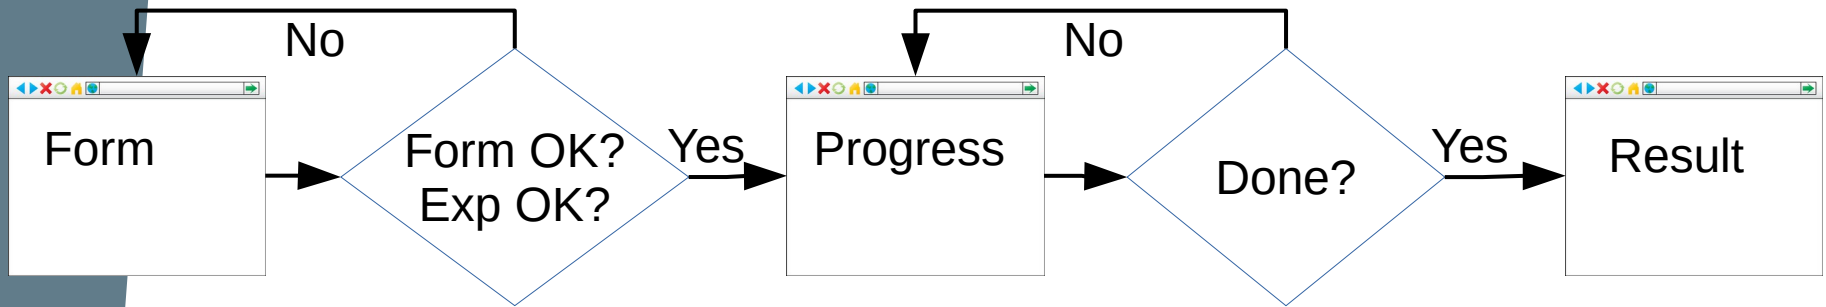 No
No
Form
Form OK?
Exp OK?
Yes
Progress
Done?
Yes
Result